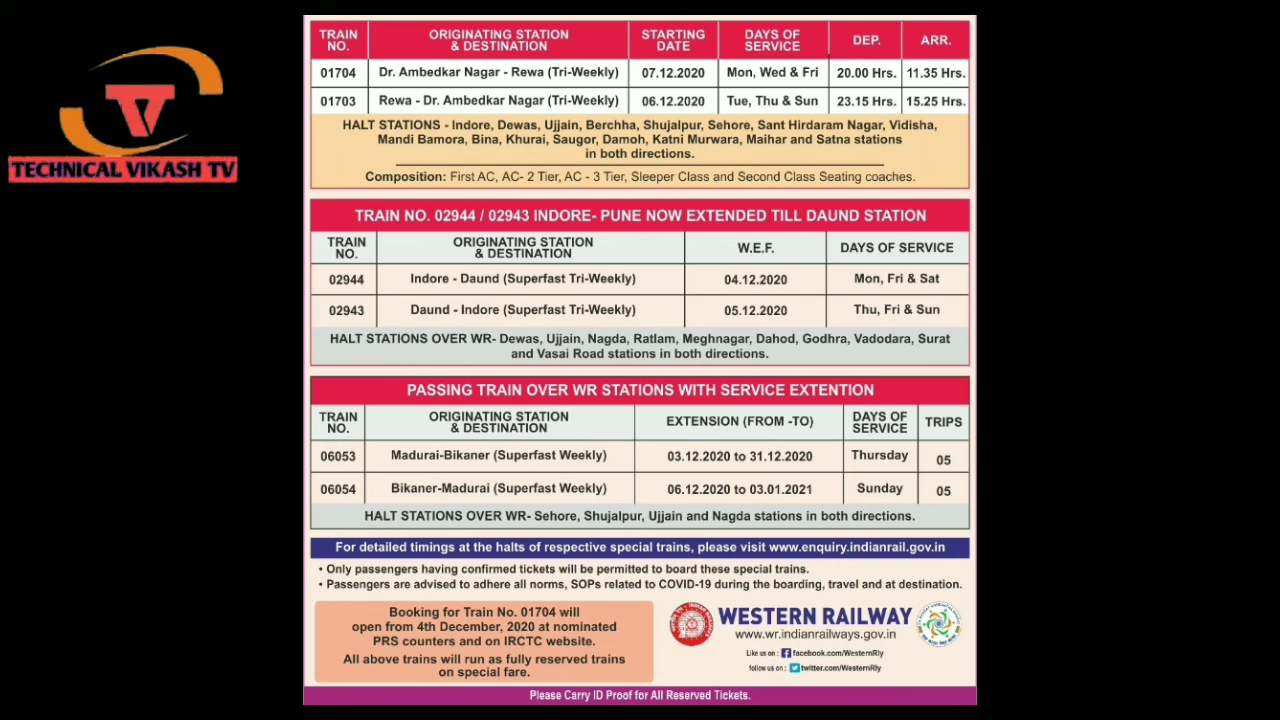 TV
TECHNICAL VIKASH TV
TRAIN NO. ORIGINATING STATION & DESTINATION STARTING DATE DAYS OF SERVICE DEP. ARR.
01704 Dr. Ambedkar Nagar - Rewa (Tri-Weekly) 07.12.2020 Mon, Wed & Fri 20.00 Hrs. 11.35 Hrs.
01703 Rewa - Dr. Ambedkar Nagar (Tri-Weekly) 06.12.2020 Tue, Thu & Sun 23.15 Hrs. 15.25 Hrs.
HALT STATIONS - Indore, Dewas, Ujjain, Berchha, Shujalpur, Sehore, Sant Hirdaram Nagar, Vidisha,
Mandi Bamora, Bina, Khurai, Saugor, Damoh, Katni Murwara, Maihar and Satna stations
in both directions.
Composition: First AC, AC- 2 Tier, AC - 3 Tier, Sleeper Class and Second Class Seating coaches.
TRAIN NO. 02944 / 02943 INDORE- PUNE NOW EXTENDED TILL DAUND STATION
TRAIN NO. ORIGINATING STATION & DESTINATION W.E.F. DAYS OF SERVICE
02944 Indore - Daund (Superfast Tri-Weekly) 04.12.2020 Mon, Fri & Sat
02943 Daund - Indore (Superfast Tri-Weekly) 05.12.2020 Thu, Fri & Sun
HALT STATIONS OVER WR- Dewas, Ujjain, Nagda, Ratlam, Meghnagar, Dahod, Godhra, Vadodara, Surat
and Vasai Road stations in both directions.
PASSING TRAIN OVER WR STATIONS WITH SERVICE EXTENTION
TRAIN NO. ORIGINATING STATION & DESTINATION EXTENSION (FROM -TO) DAYS OF SERVICE TRIPS
06053 Madurai-Bikaner (Superfast Weekly) 03.12.2020 to 31.12.2020 Thursday 05
06054 Bikaner-Madurai (Superfast Weekly) 06.12.2020 to 03.01.2021 Sunday 05
HALT STATIONS OVER WR- Sehore, Shujalpur, Ujjain and Nagda stations in both directions.
For detailed timings at the halts of respective special trains, please visit www.enquiry.indianrail.gov.in
• Only passengers having confirmed tickets will be permitted to board these special trains.
• Passengers are advised to adhere all norms, SOPs related to COVID-19 during the boarding, travel and at destination.
Booking for Train No. 01704 will
open from 4th December, 2020 at nominated
PRS counters and on IRCTC website.
All above trains will run as fully reserved trains
on special fare.
WESTERN RAILWAY
www.wr.indianrailways.gov.in
Like us on : facebook.com/WesternRly
follow us on : twitter.com/WesternRly
Please Carry ID Proof for All Reserved Tickets.